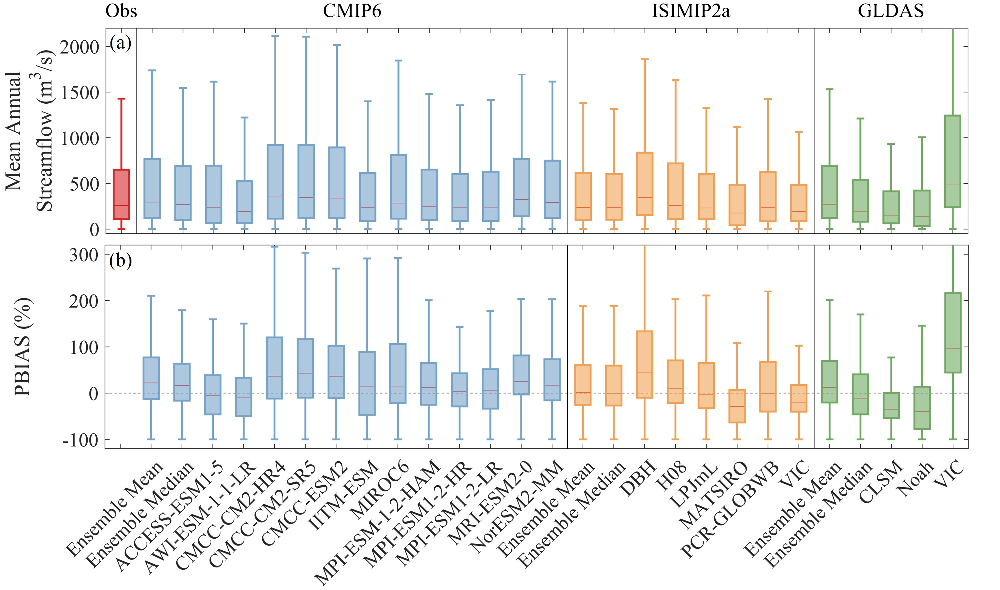 Obs CMIP6 ISIMIP2a GLDAS
(a)
Mean Annual
Streamflow (m³/s)
2000
1500
1000
500
0
(b)
PBIAS (%)
300
200
100
0
-100
Ensemble Mean
Ensemble Median
ACCESS-ESM1-5
AWI-ESM-1-1-LR
CMCC-CM2-HR4
CMCC-CM2-SR5
CMCC-ESM2
IITM-ESM
MIROC6
MPI-ESM-1-2-HAM
MPI-ESM1-2-HR
MPI-ESM1-2-LR
MRI-ESM2-0
NorESM2-MM
Ensemble Mean
Ensemble Median
DBH
H08
LPJmL
MATSIRO
PCR-GLOBWB
VIC
Ensemble Mean
Ensemble Median
CLSM
Noah
VIC